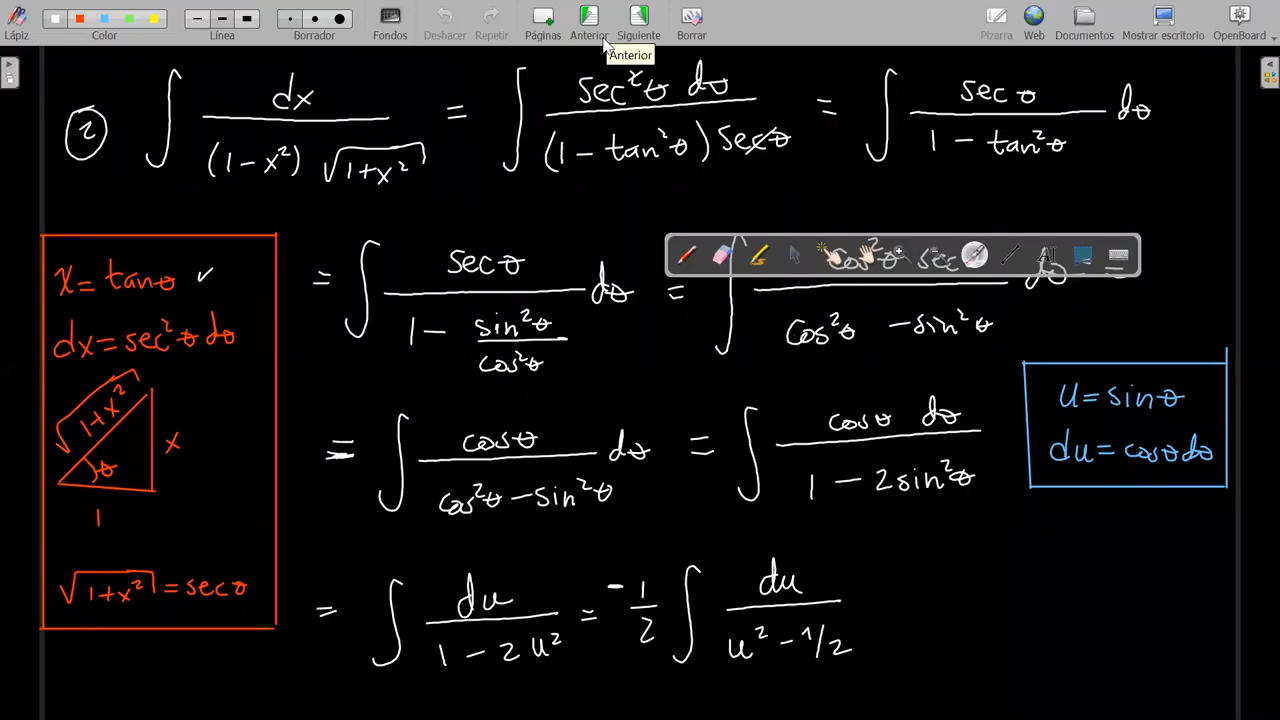 Lápiz Color Línea Borrador Fondos Deshacer Repetir Páginas Anterior Siguiente Borrar Pizarra Web Documentos Mostrar escritorio OpenBoard
Anterior
② ∫ dx / ((1-x²) √(1+x²)) = ∫ sec²θ dθ / ((1-tan²θ) secθ) = ∫ secθ / (1-tan²θ) dθ
x = tanθ ✓
dx = sec²θ dθ
√(1+x²)
θ
x
1
√(1+x²) = secθ
= ∫ secθ / (1 - sin²θ/cos²θ) dθ = ∫ cos²θ secθ / (cos²θ - sin²θ) dθ =
= ∫ cosθ / (cos²θ - sin²θ) dθ = ∫ cosθ dθ / (1 - 2sin²θ)
u = sinθ
du = cosθ dθ
= ∫ du / (1 - 2u²) = -1/2 ∫ du / (u² - 1/2)